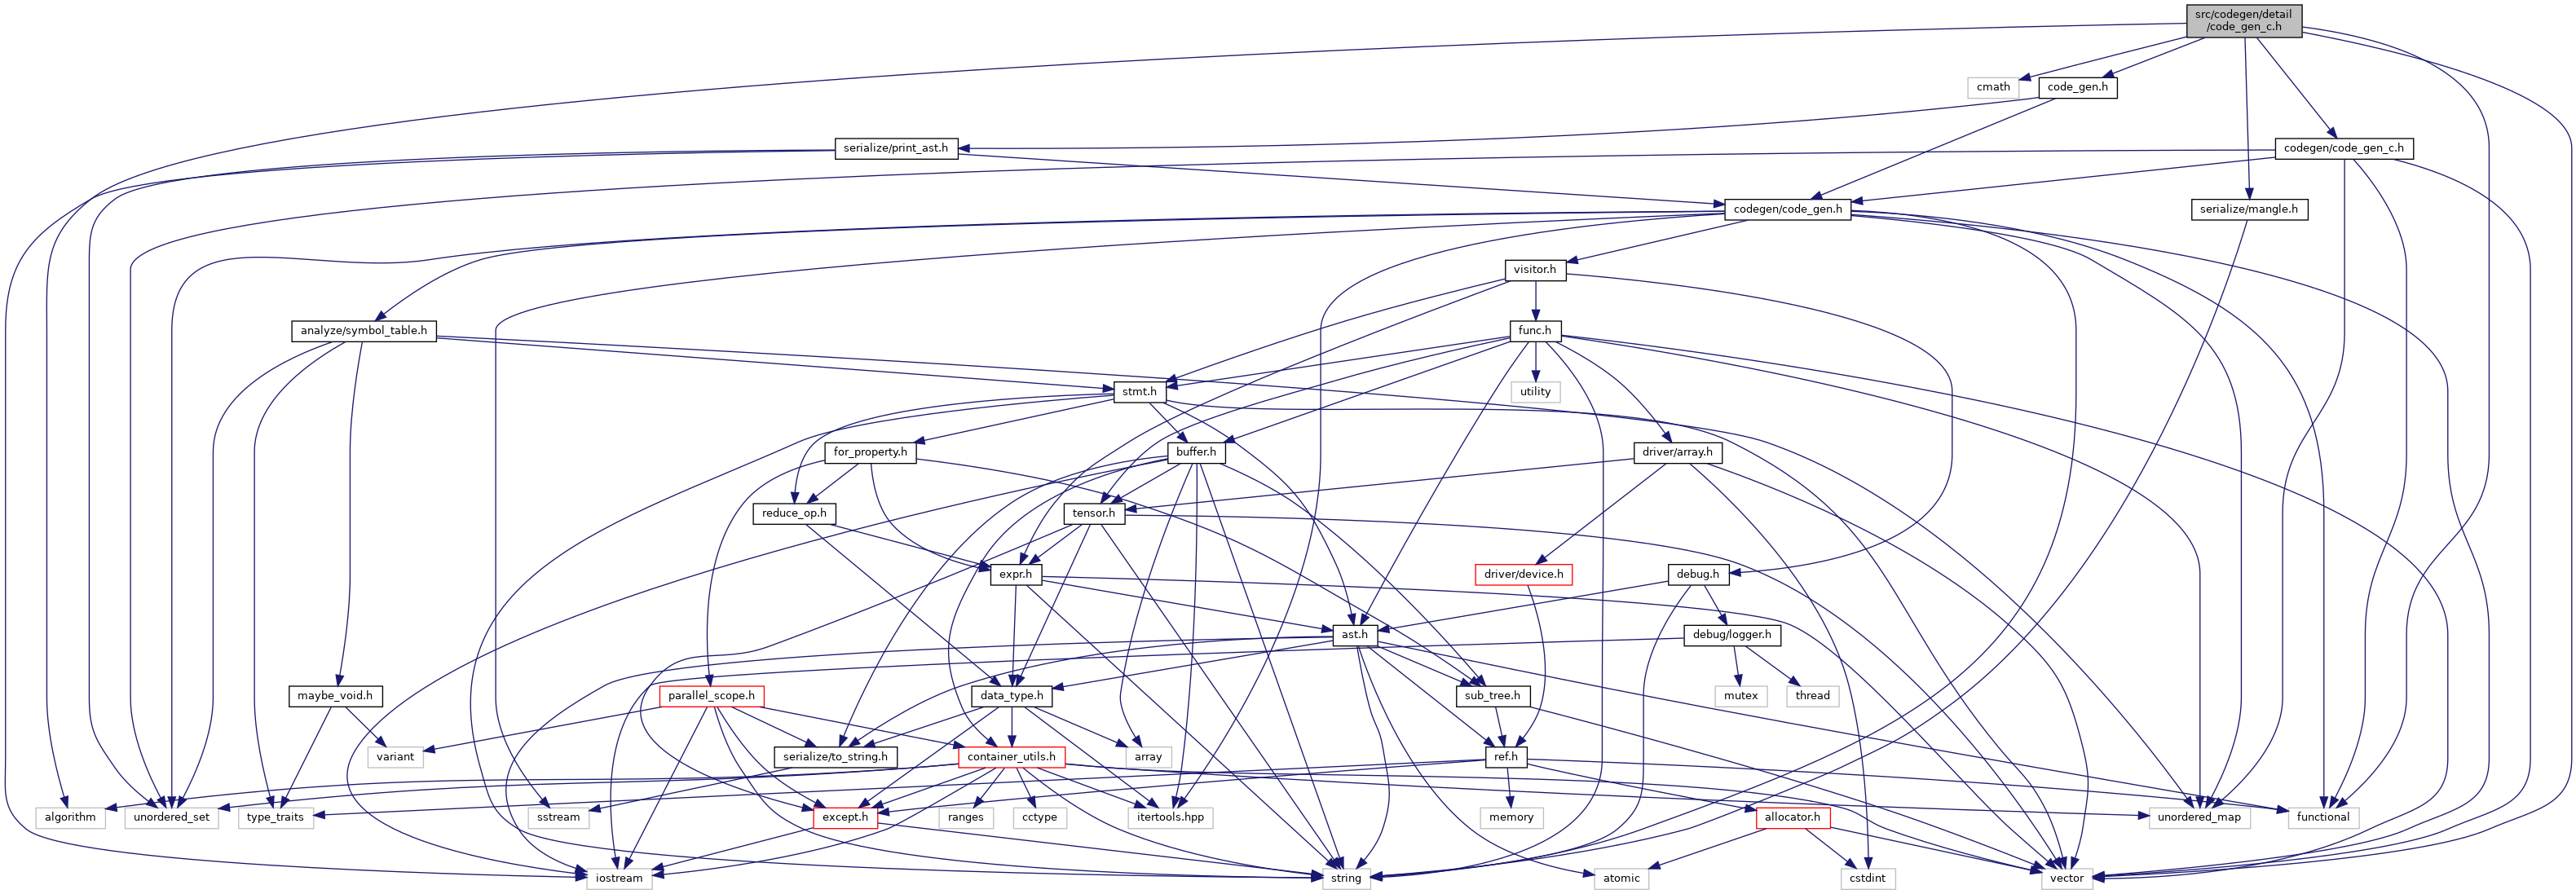 src/codegen/detail
/code_gen_c.h
cmath
code_gen.h
serialize/print_ast.h
codegen/code_gen_c.h
codegen/code_gen.h
serialize/mangle.h
visitor.h
analyze/symbol_table.h
func.h
stmt.h
utility
for_property.h
buffer.h
driver/array.h
reduce_op.h
tensor.h
expr.h
driver/device.h
debug.h
ast.h
debug/logger.h
maybe_void.h
parallel_scope.h
data_type.h
sub_tree.h
mutex
thread
variant
serialize/to_string.h
container_utils.h
array
ref.h
algorithm
unordered_set
type_traits
sstream
except.h
ranges
cctype
itertools.hpp
memory
allocator.h
unordered_map
functional
iostream
string
atomic
cstdint
vector